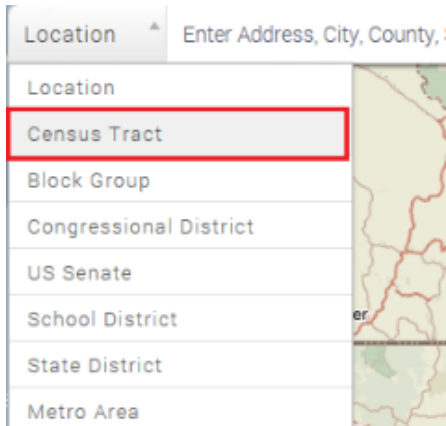 Location Enter Address, City, County,
Location
Census Tract
Block Group
Congressional District
US Senate
School District
er
State District
Metro Area